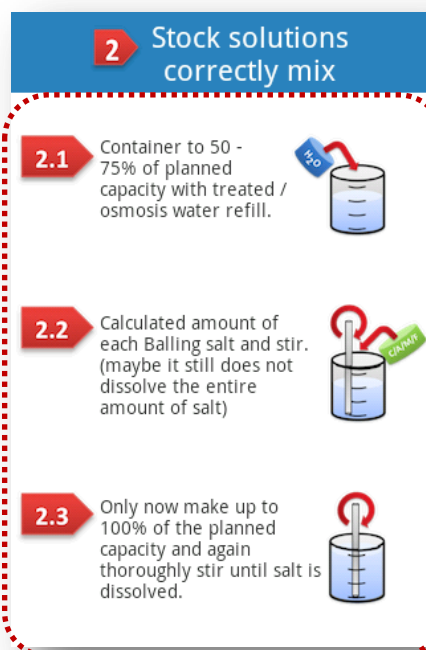 2
Stock solutions
correctly mix
2.1
Container to 50 -
75% of planned
capacity with treated /
osmosis water refill.
H₂O
2.2
Calculated amount of
each Balling salt and stir.
(maybe it still does not
dissolve the entire
amount of salt)
C/A/M/F
2.3
Only now make up to
100% of the planned
capacity and again
thoroughly stir until salt is
dissolved.